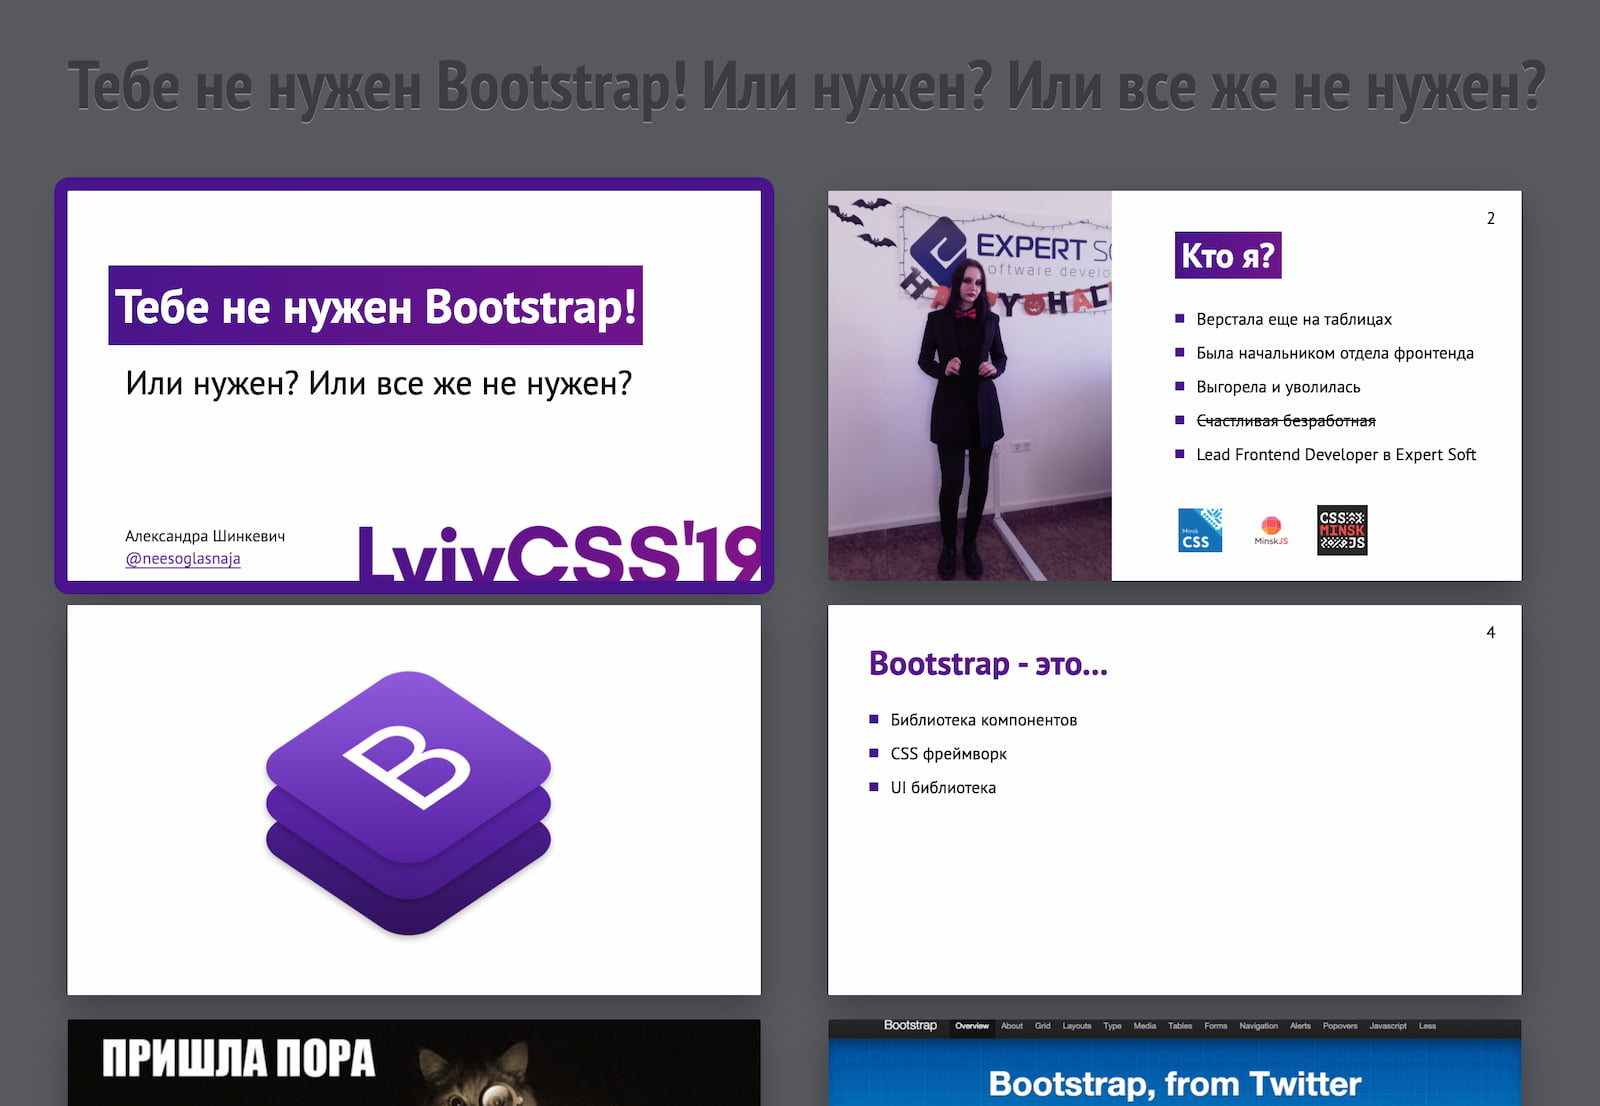 Тебе не нужен Bootstrap! Или нужен? Или все же не нужен?
Тебе не нужен Bootstrap!
Или нужен? Или все же не нужен?
Александра Шинкевич
@neesoglasnaja
LvivCSS'19
2
EXPERT SO
oftware develo
HAPPY HAL
Кто я?
Верстала еще на таблицах
Была начальником отдела фронтенда
Выгорела и уволилась
Счастливая безработная
Lead Frontend Developer в Expert Soft
Minsk
CSS
MinskJS
CSS
MINSK
JS
B
4
Bootstrap - это...
Библиотека компонентов
CSS фреймворк
UI библиотека
ПРИШЛА ПОРА
Bootstrap Overview About Grid Layouts Type Media Tables Forms Navigation Alerts Popovers Javascript Less
Bootstrap, from Twitter